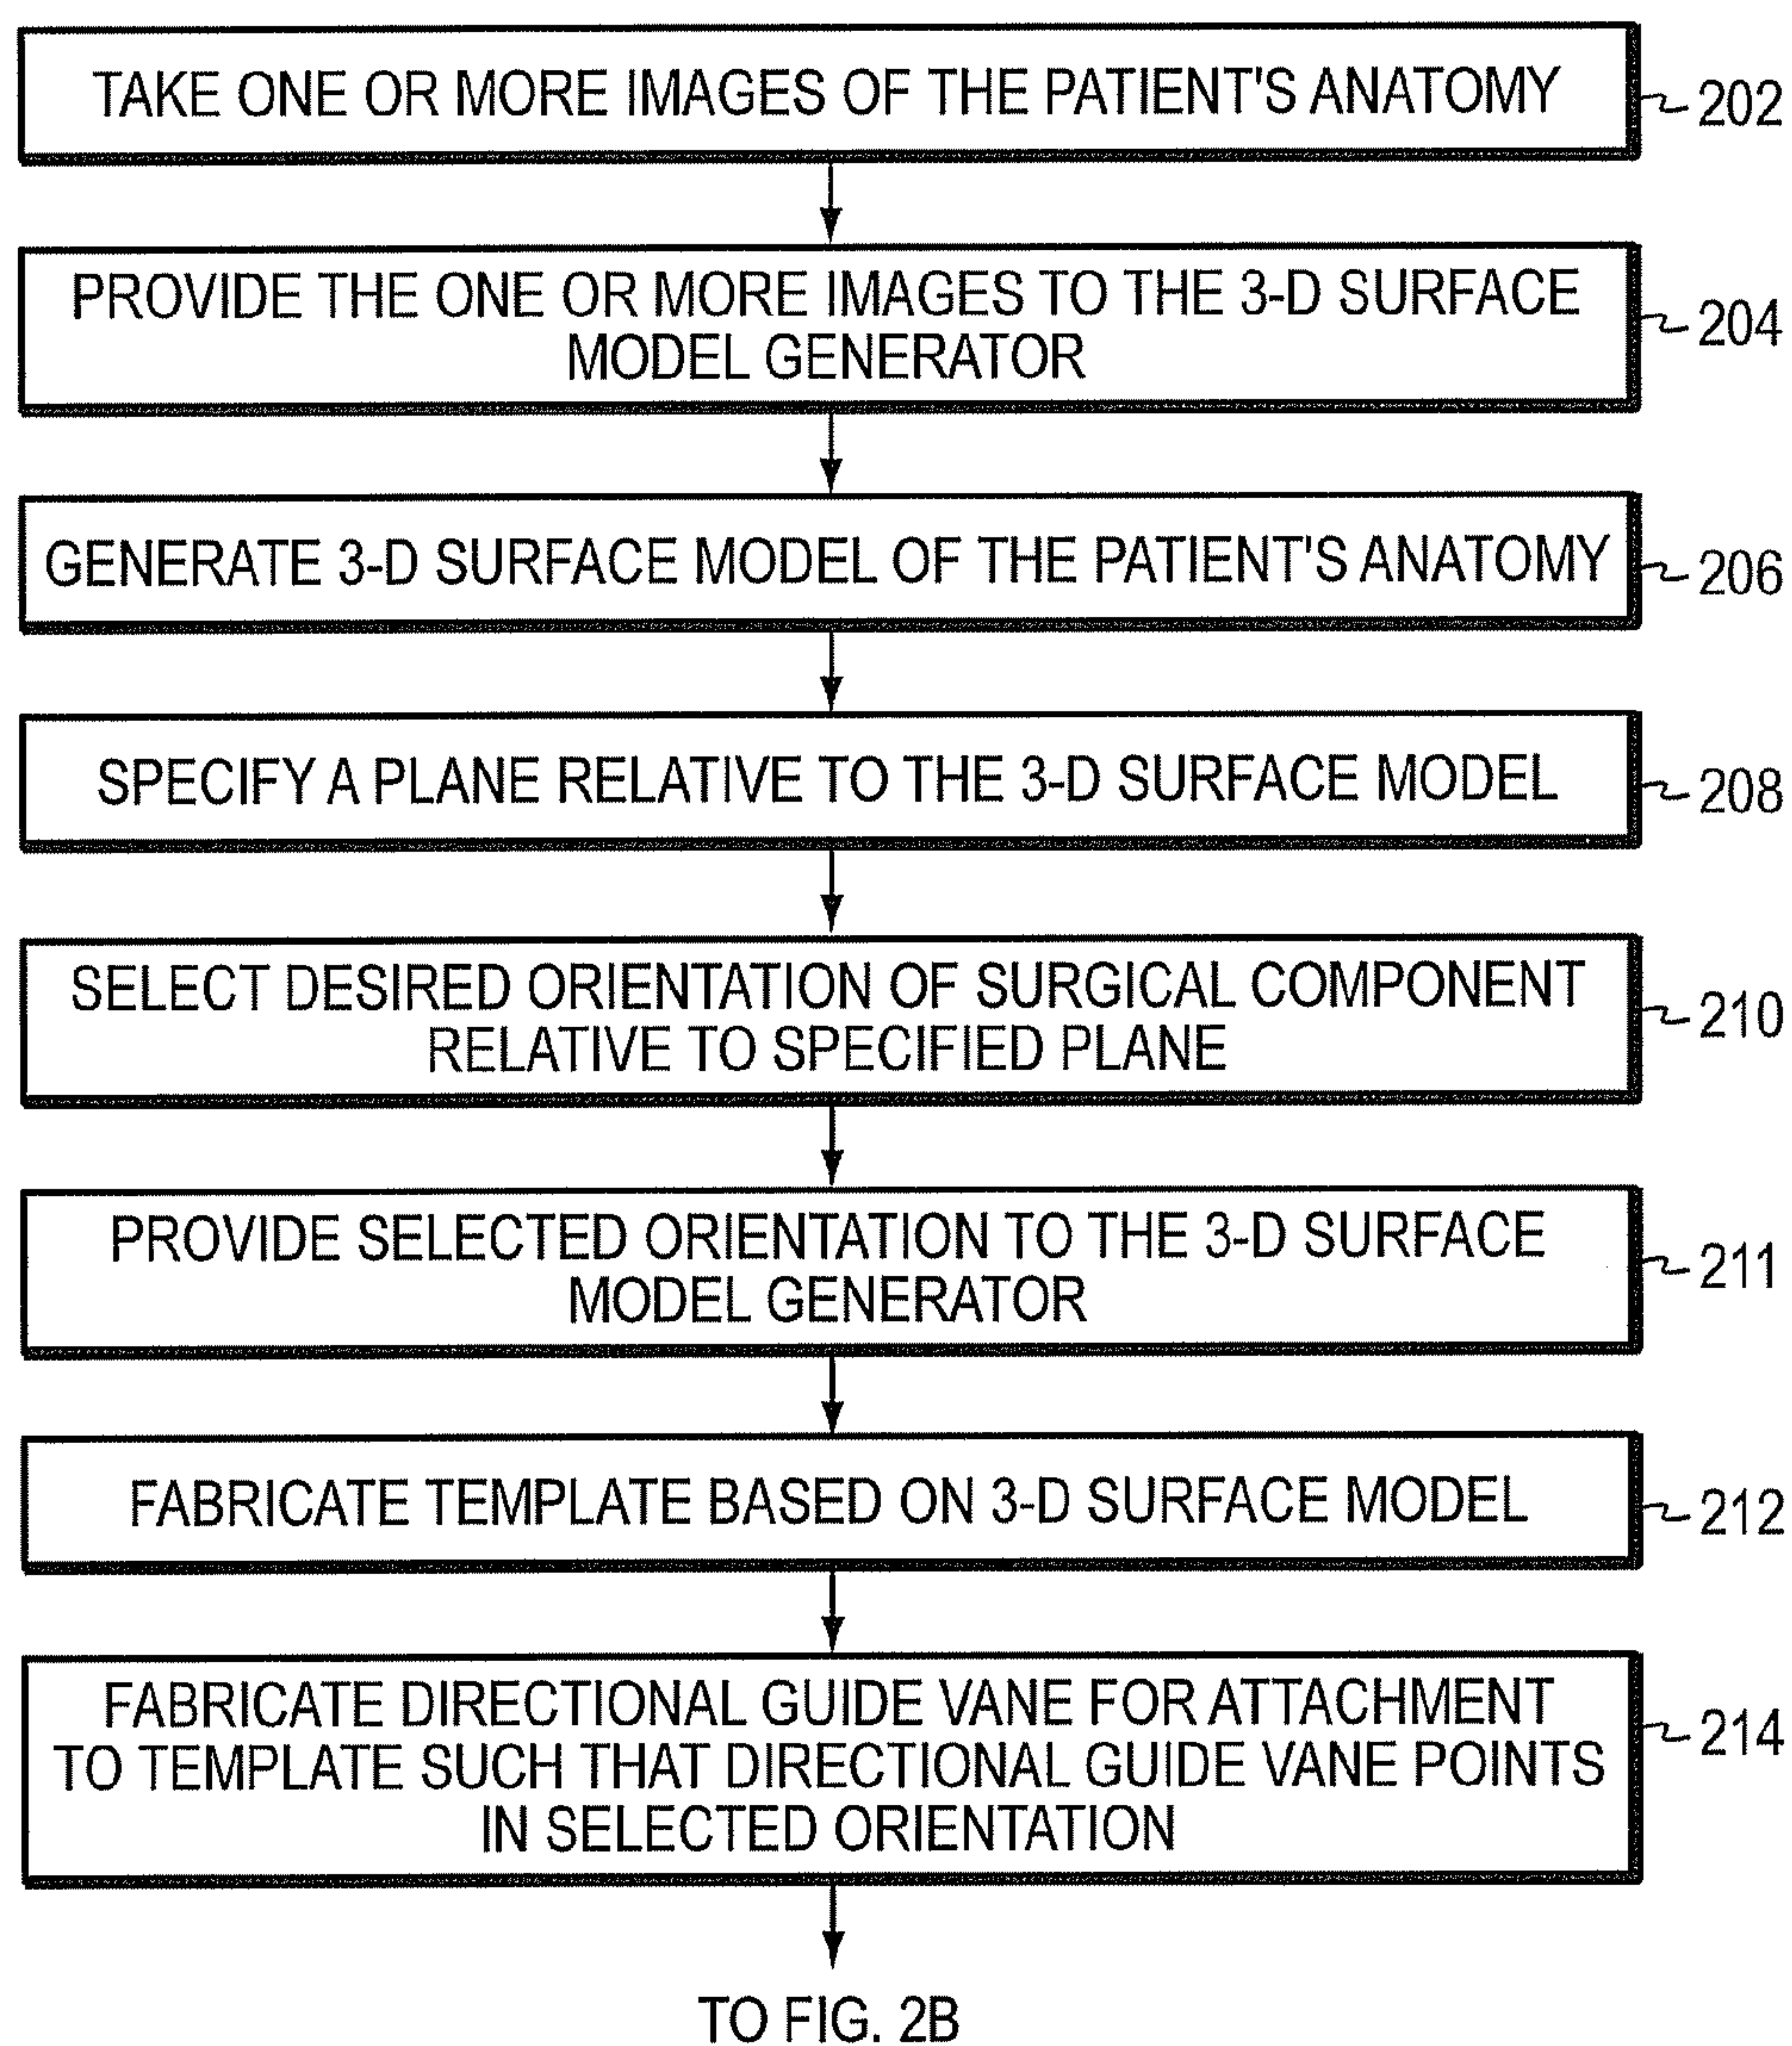 TAKE ONE OR MORE IMAGES OF THE PATIENT'S ANATOMY
202
PROVIDE THE ONE OR MORE IMAGES TO THE 3-D SURFACE
MODEL GENERATOR
204
GENERATE 3-D SURFACE MODEL OF THE PATIENT'S ANATOMY
206
SPECIFY A PLANE RELATIVE TO THE 3-D SURFACE MODEL
208
SELECT DESIRED ORIENTATION OF SURGICAL COMPONENT
RELATIVE TO SPECIFIED PLANE
210
PROVIDE SELECTED ORIENTATION TO THE 3-D SURFACE
MODEL GENERATOR
211
FABRICATE TEMPLATE BASED ON 3-D SURFACE MODEL
212
FABRICATE DIRECTIONAL GUIDE VANE FOR ATTACHMENT
TO TEMPLATE SUCH THAT DIRECTIONAL GUIDE VANE POINTS
IN SELECTED ORIENTATION
214
TO FIG. 2B